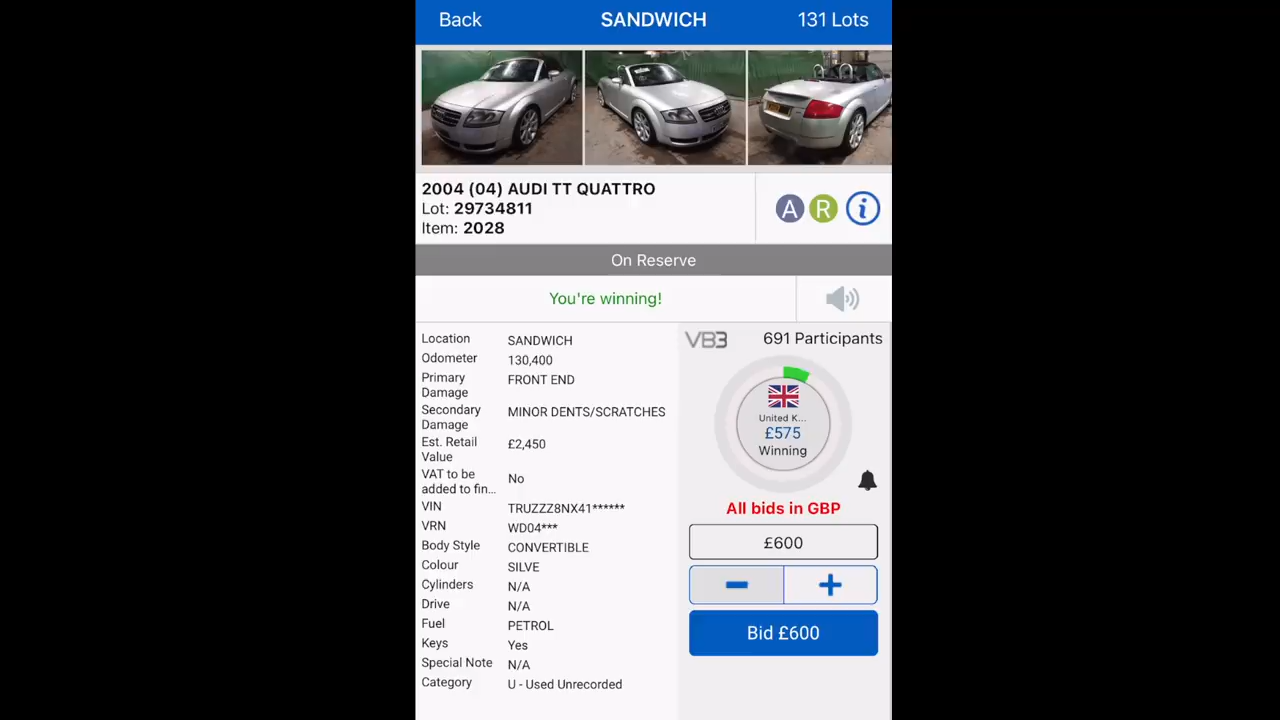 Back SANDWICH 131 Lots
2004 (04) AUDI TT QUATTRO
Lot: 29734811
Item: 2028
A R i
On Reserve
You're winning!
Location SANDWICH
Odometer 130,400
Primary Damage FRONT END
Secondary Damage MINOR DENTS/SCRATCHES
Est. Retail Value £2,450
VAT to be added to fin... No
VIN TRUZZZ8NX41******
VRN WD04***
Body Style CONVERTIBLE
Colour SILVE
Cylinders N/A
Drive N/A
Fuel PETROL
Keys Yes
Special Note N/A
Category U - Used Unrecorded
VB3 691 Participants
United K...
£575
Winning
All bids in GBP
£600
Bid £600